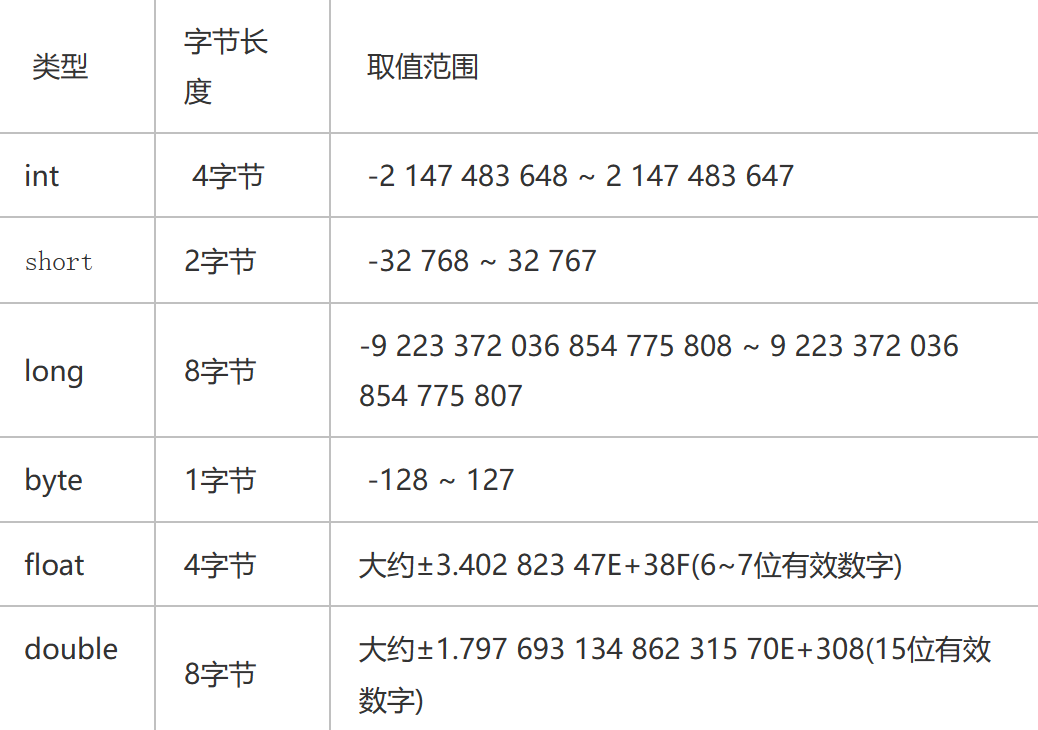 类型
字节长
度
取值范围
int
4字节
-2 147 483 648 ~ 2 147 483 647
short
2字节
-32 768 ~ 32 767
long
8字节
-9 223 372 036 854 775 808 ~ 9 223 372 036
854 775 807
byte
1字节
-128 ~ 127
float
4字节
大约±3.402 823 47E+38F(6~7位有效数字)
double
8字节
大约±1.797 693 134 862 315 70E+308(15位有效
数字)